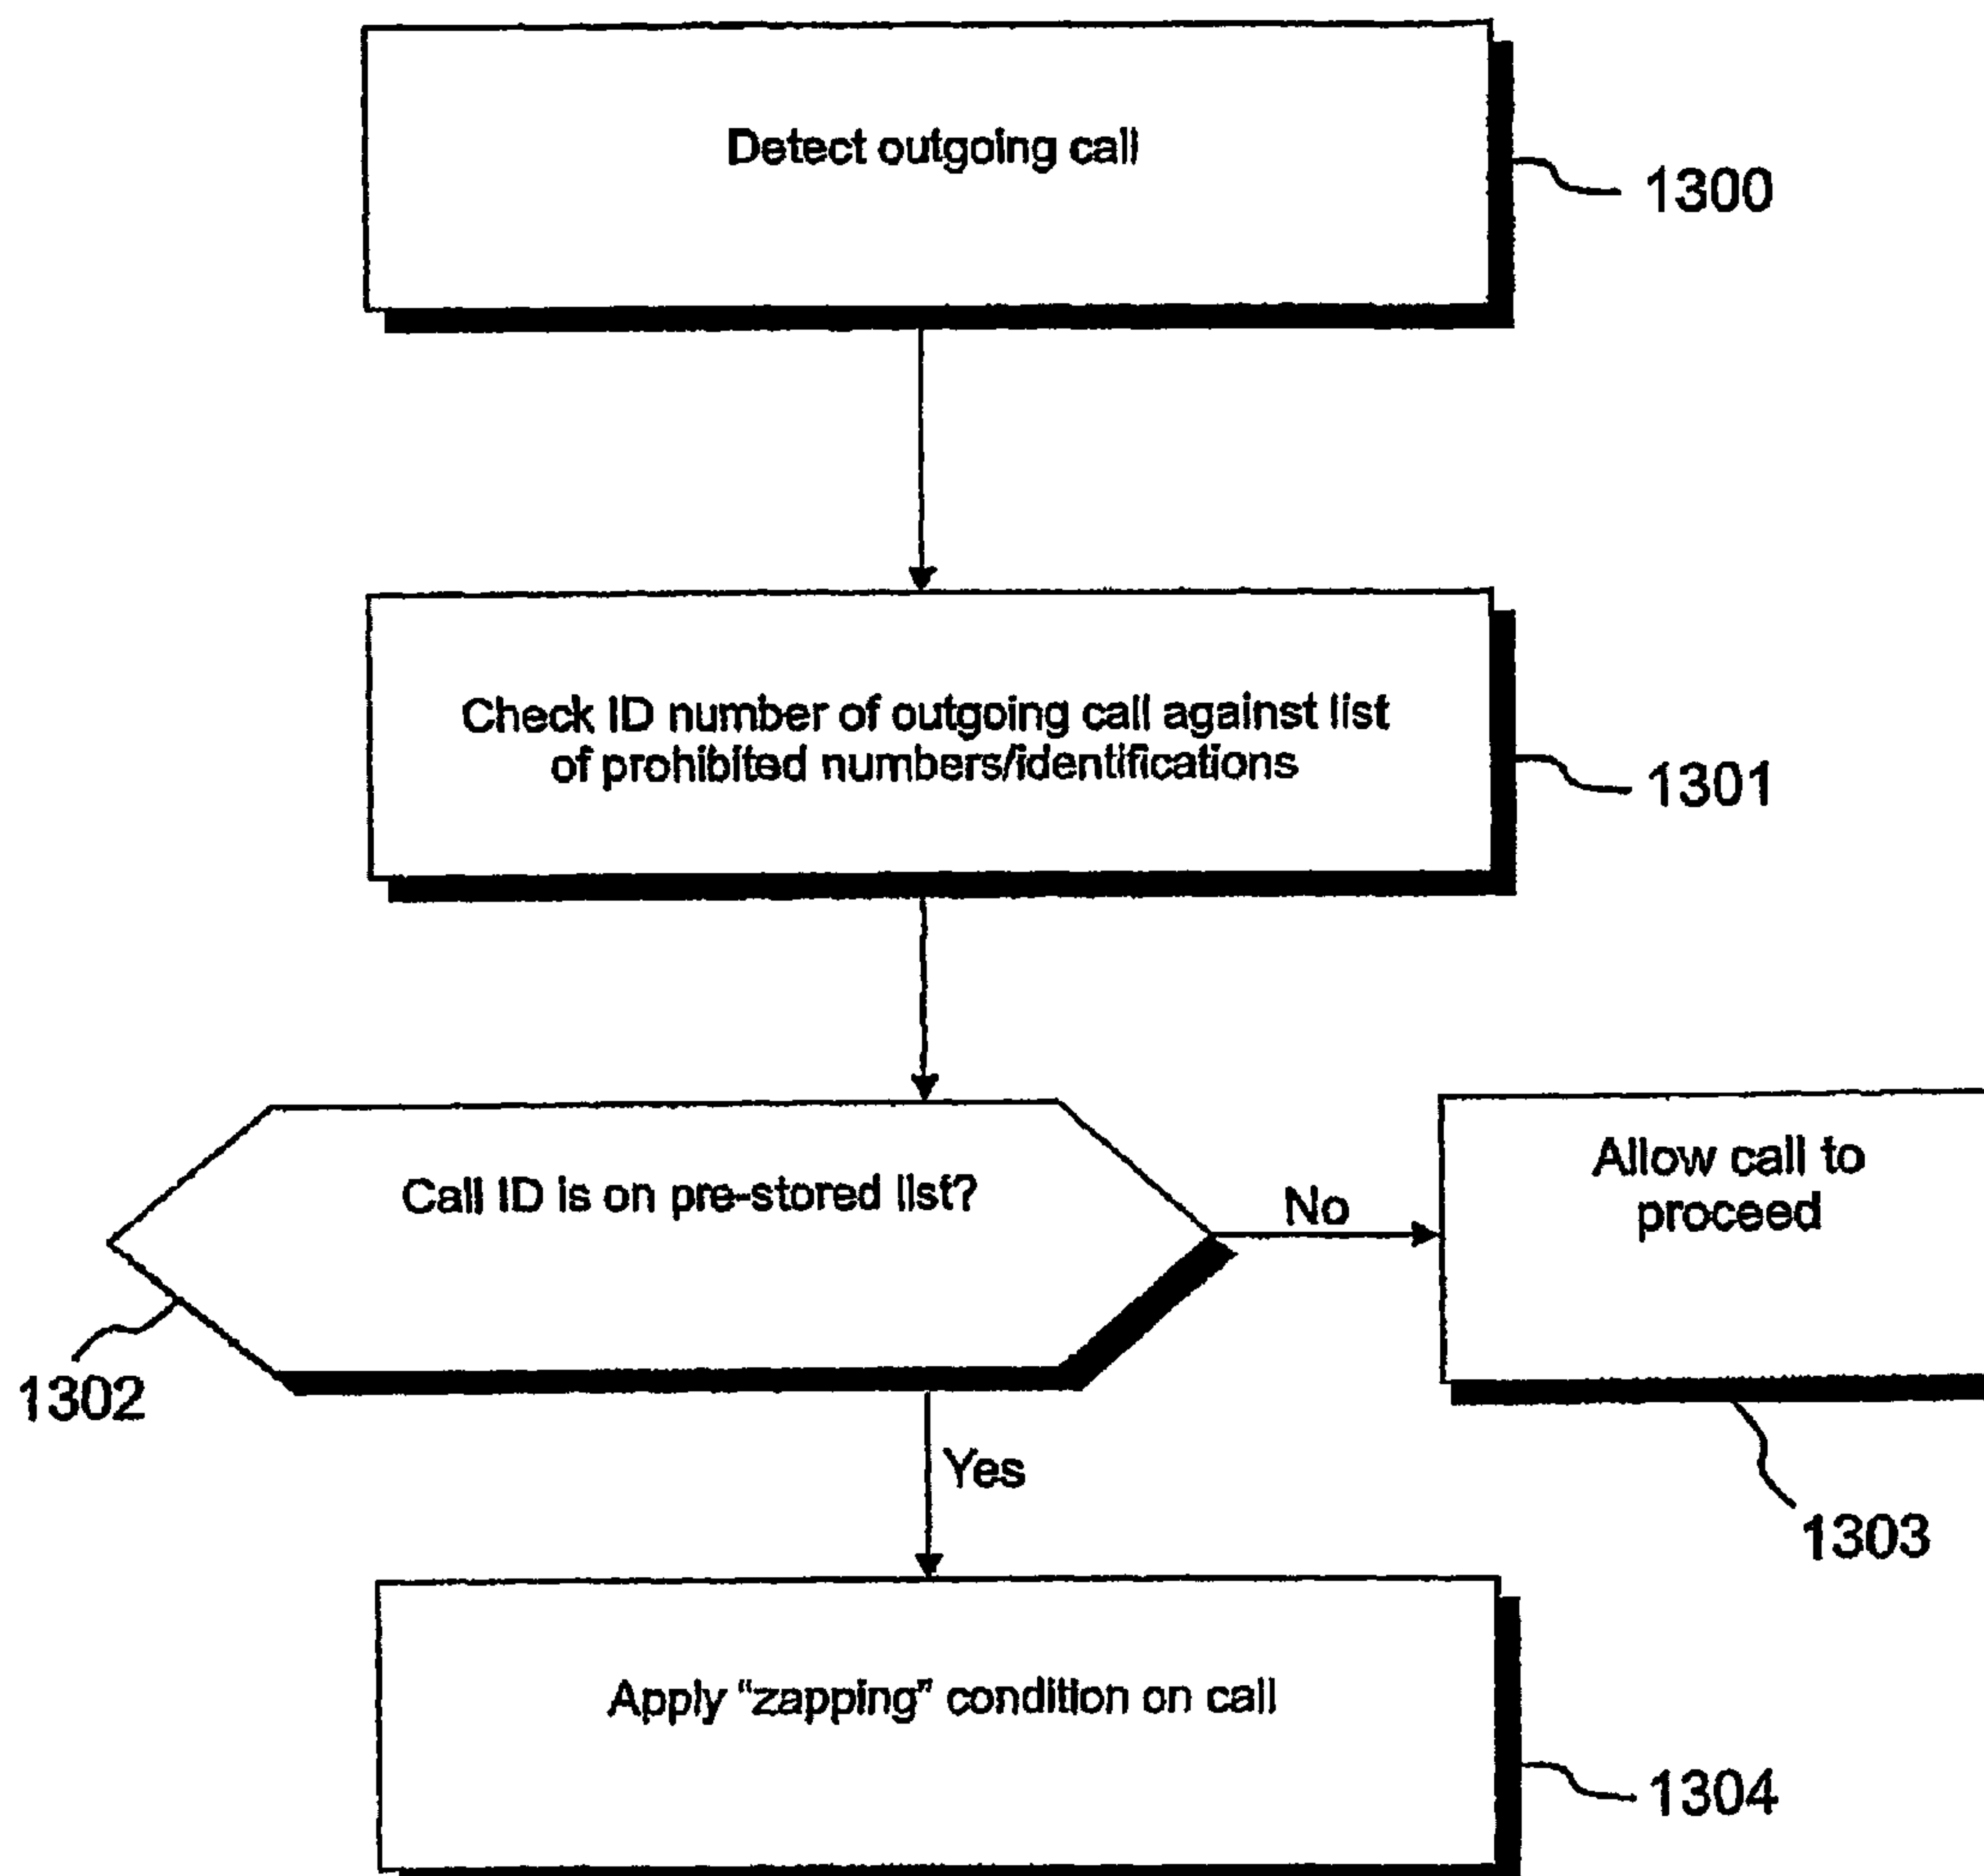 Detect outgoing call
1300
Check ID number of outgoing call against list
of prohibited numbers/identifications
1301
Call ID is on pre-stored list?
No
Allow call to
proceed
1302
Yes
1303
Apply “zapping” condition on call
1304